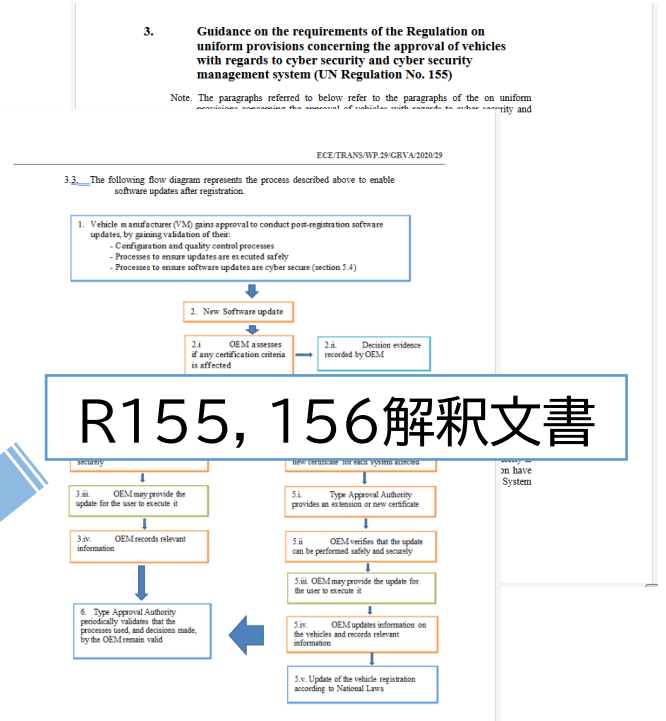 3. Guidance on the requirements of the Regulation on
uniform provisions concerning the approval of vehicles
with regards to cyber security and cyber security
management system (UN Regulation No. 155)
Note. The paragraphs referred to below refer to the paragraphs of the on uniform
provisions concerning the approval of vehicles with regards to cyber security and
ECE/TRANS/WP.29/GRVA/2020/29
3.3. The following flow diagram represents the process described above to enable
software updates after registration.
1. Vehicle manufacturer (VM) gains approval to conduct post-registration software
updates, by gaining validation of their:
- Configuration and quality control processes
- Processes to ensure updates are executed safely
- Processes to ensure software updates are cyber secure (section 5.4)
2. New Software update
2.i OEM assesses
if any certification criteria
is affected
2.ii. Decision evidence
recorded by OEM
R155, 156解釈文書
securely
new certificate for each system affected
on have
System
3.iii. OEM may provide the
update for the user to execute it
3.iv. OEM records relevant
information
6. Type Approval Authority
periodically validates that the
processes used, and decisions made,
by the OEM remain valid
5.i. Type Approval Authority
provides an extension or new certificate
5.ii OEM verifies that the update
can be performed safely and securely
5.iii. OEM may provide the update for
the user to execute it
5.iv. OEM updates information on
the vehicles and records relevant
information
5.v. Update of the vehicle registration
according to National Laws